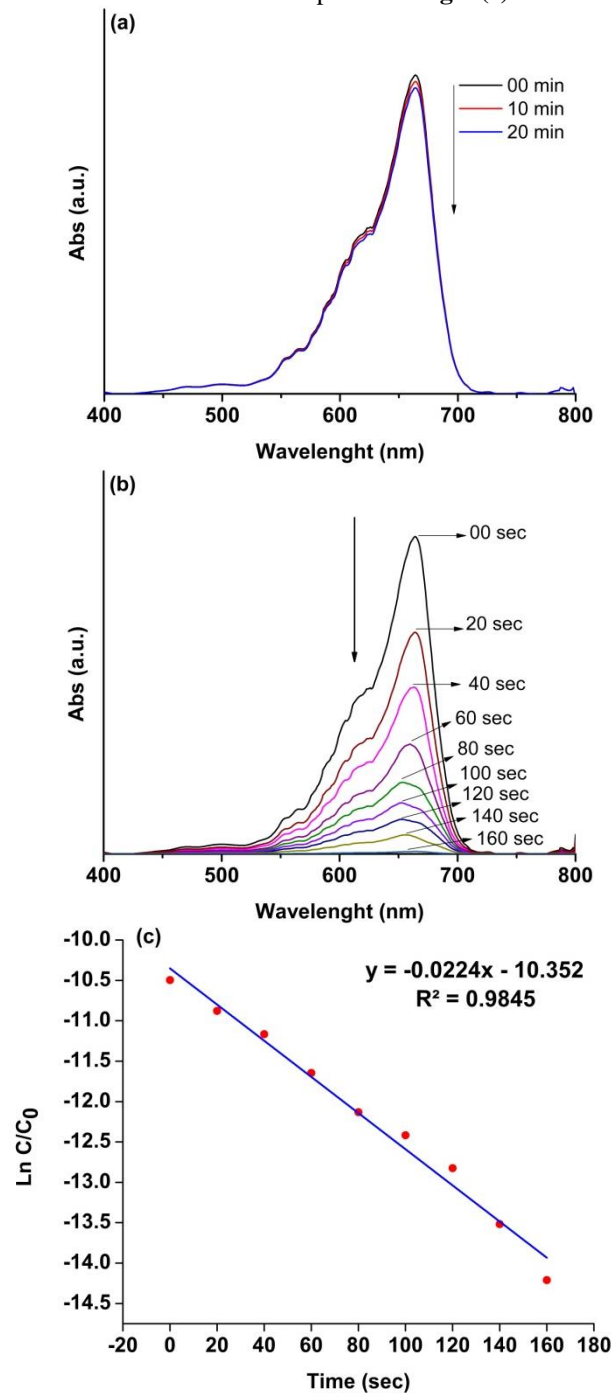 (a)
00 min
10 min
20 min
Abs (a.u.)
400 500 600 700 800
Wavelenght (nm)
(b)
00 sec
20 sec
40 sec
60 sec
80 sec
100 sec
120 sec
140 sec
160 sec
Abs (a.u.)
400 500 600 700 800
Wavelenght (nm)
(c)
y = -0.0224x - 10.352
R² = 0.9845
-10.0
-10.5
-11.0
-11.5
-12.0
-12.5
-13.0
-13.5
-14.0
-14.5
Ln C/C₀
-20 0 20 40 60 80 100 120 140 160 180
Time (sec)